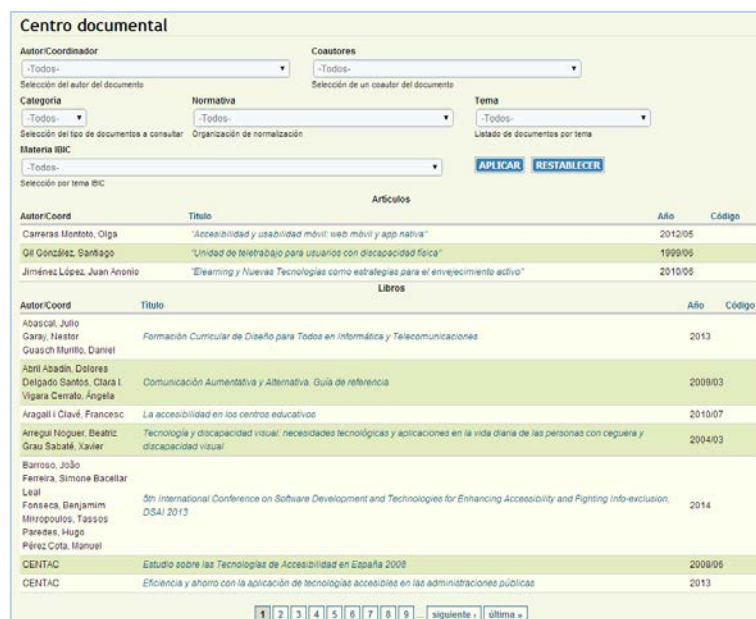 Centro documental
Autor/Coordinador Coautores
-Todos- -Todos-
Selección del autor del documento Selección de un coautor del documento
Categoría Normativa Tema
-Todos- -Todos- -Todos-
Selección del tipo de documentos a consultar Organización de normalización Listado de documentos por tema
Materia IBIC
-Todos- APLICAR RESTABLECER
Selección por tema IBIC
Artículos
Autor/Coord Título Año Código
Carreras Montoto, Olga "Accesibilidad y usabilidad móvil: web móvil y app nativa" 2012/05
Gil González, Santiago "Unidad de teletrabajo para usuarios con discapacidad física" 1999/06
Jiménez López, Juan Anonio "Elearning y Nuevas Tecnologías como estrategias para el envejecimiento activo" 2010/06
Libros
Autor/Coord Título Año Código
Abascal, Julio
Garay, Nestor
Guasch Murillo, Daniel
Formación Curricular de Diseño para Todos en Informática y Telecomunicaciones 2013
Abril Abadín, Dolores
Delgado Santos, Clara I.
Vigara Cerrato, Ángela
Comunicación Aumentativa y Alternativa. Guía de referencia 2009/03
Aragall i Clavé, Francesc La accesibilidad en los centros educativos 2010/07
Arregui Noguer, Beatriz
Grau Sabaté, Xavier
Tecnología y discapacidad visual: necesidades tecnológicas y aplicaciones en la vida diaria de las personas con ceguera y
discapacidad visual 2004/03
Barroso, João
Ferreira, Simone Bacellar
Leal
Fonseca, Benjamim
Mikropoulos, Tassos
Paredes, Hugo
Pérez Cota, Manuel
5th International Conference on Software Development and Technologies for Enhancing Accessibility and Fighting Info-exclusion,
DSAI 2013 2014
CENTAC Estudio sobre las Tecnologías de Accesibilidad en España 2008 2008/06
CENTAC Eficiencia y ahorro con la aplicación de tecnologías accesibles en las administraciones públicas 2013
1 2 3 4 5 6 7 8 9 ... siguiente › última »